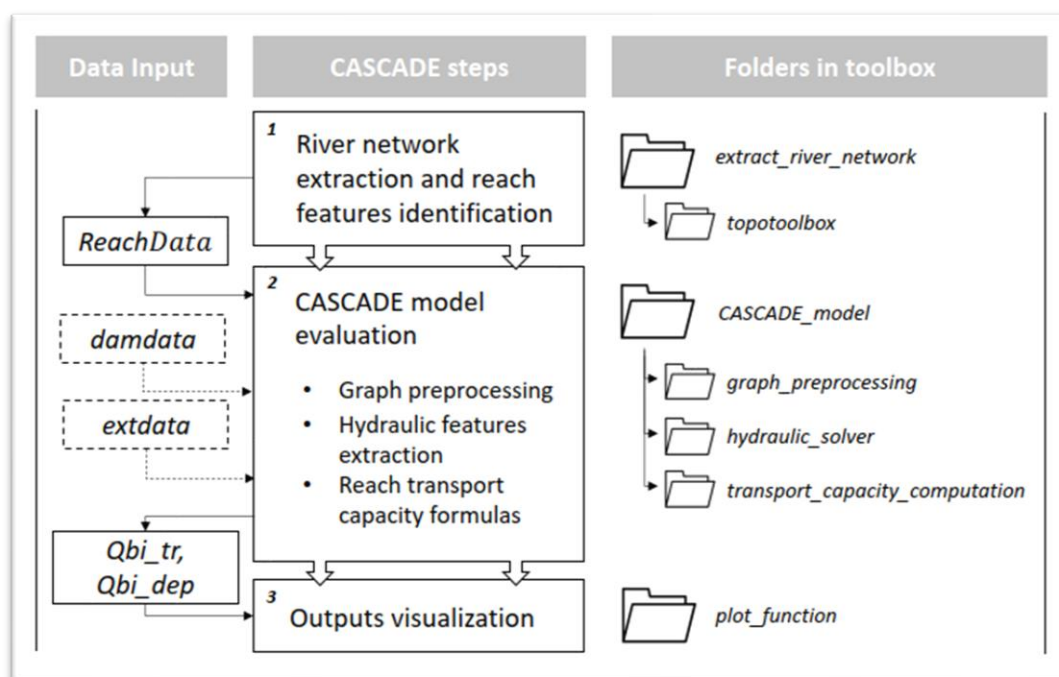 Data Input
CASCADE steps
Folders in toolbox
1
River network
extraction and reach
features identification
ReachData
2
CASCADE model
evaluation
• Graph preprocessing
• Hydraulic features
extraction
• Reach transport
capacity formulas
damdata
extdata
Qbi_tr,
Qbi_dep
3
Outputs visualization
extract_river_network
topotoolbox
CASCADE_model
graph_preprocessing
hydraulic_solver
transport_capacity_computation
plot_function